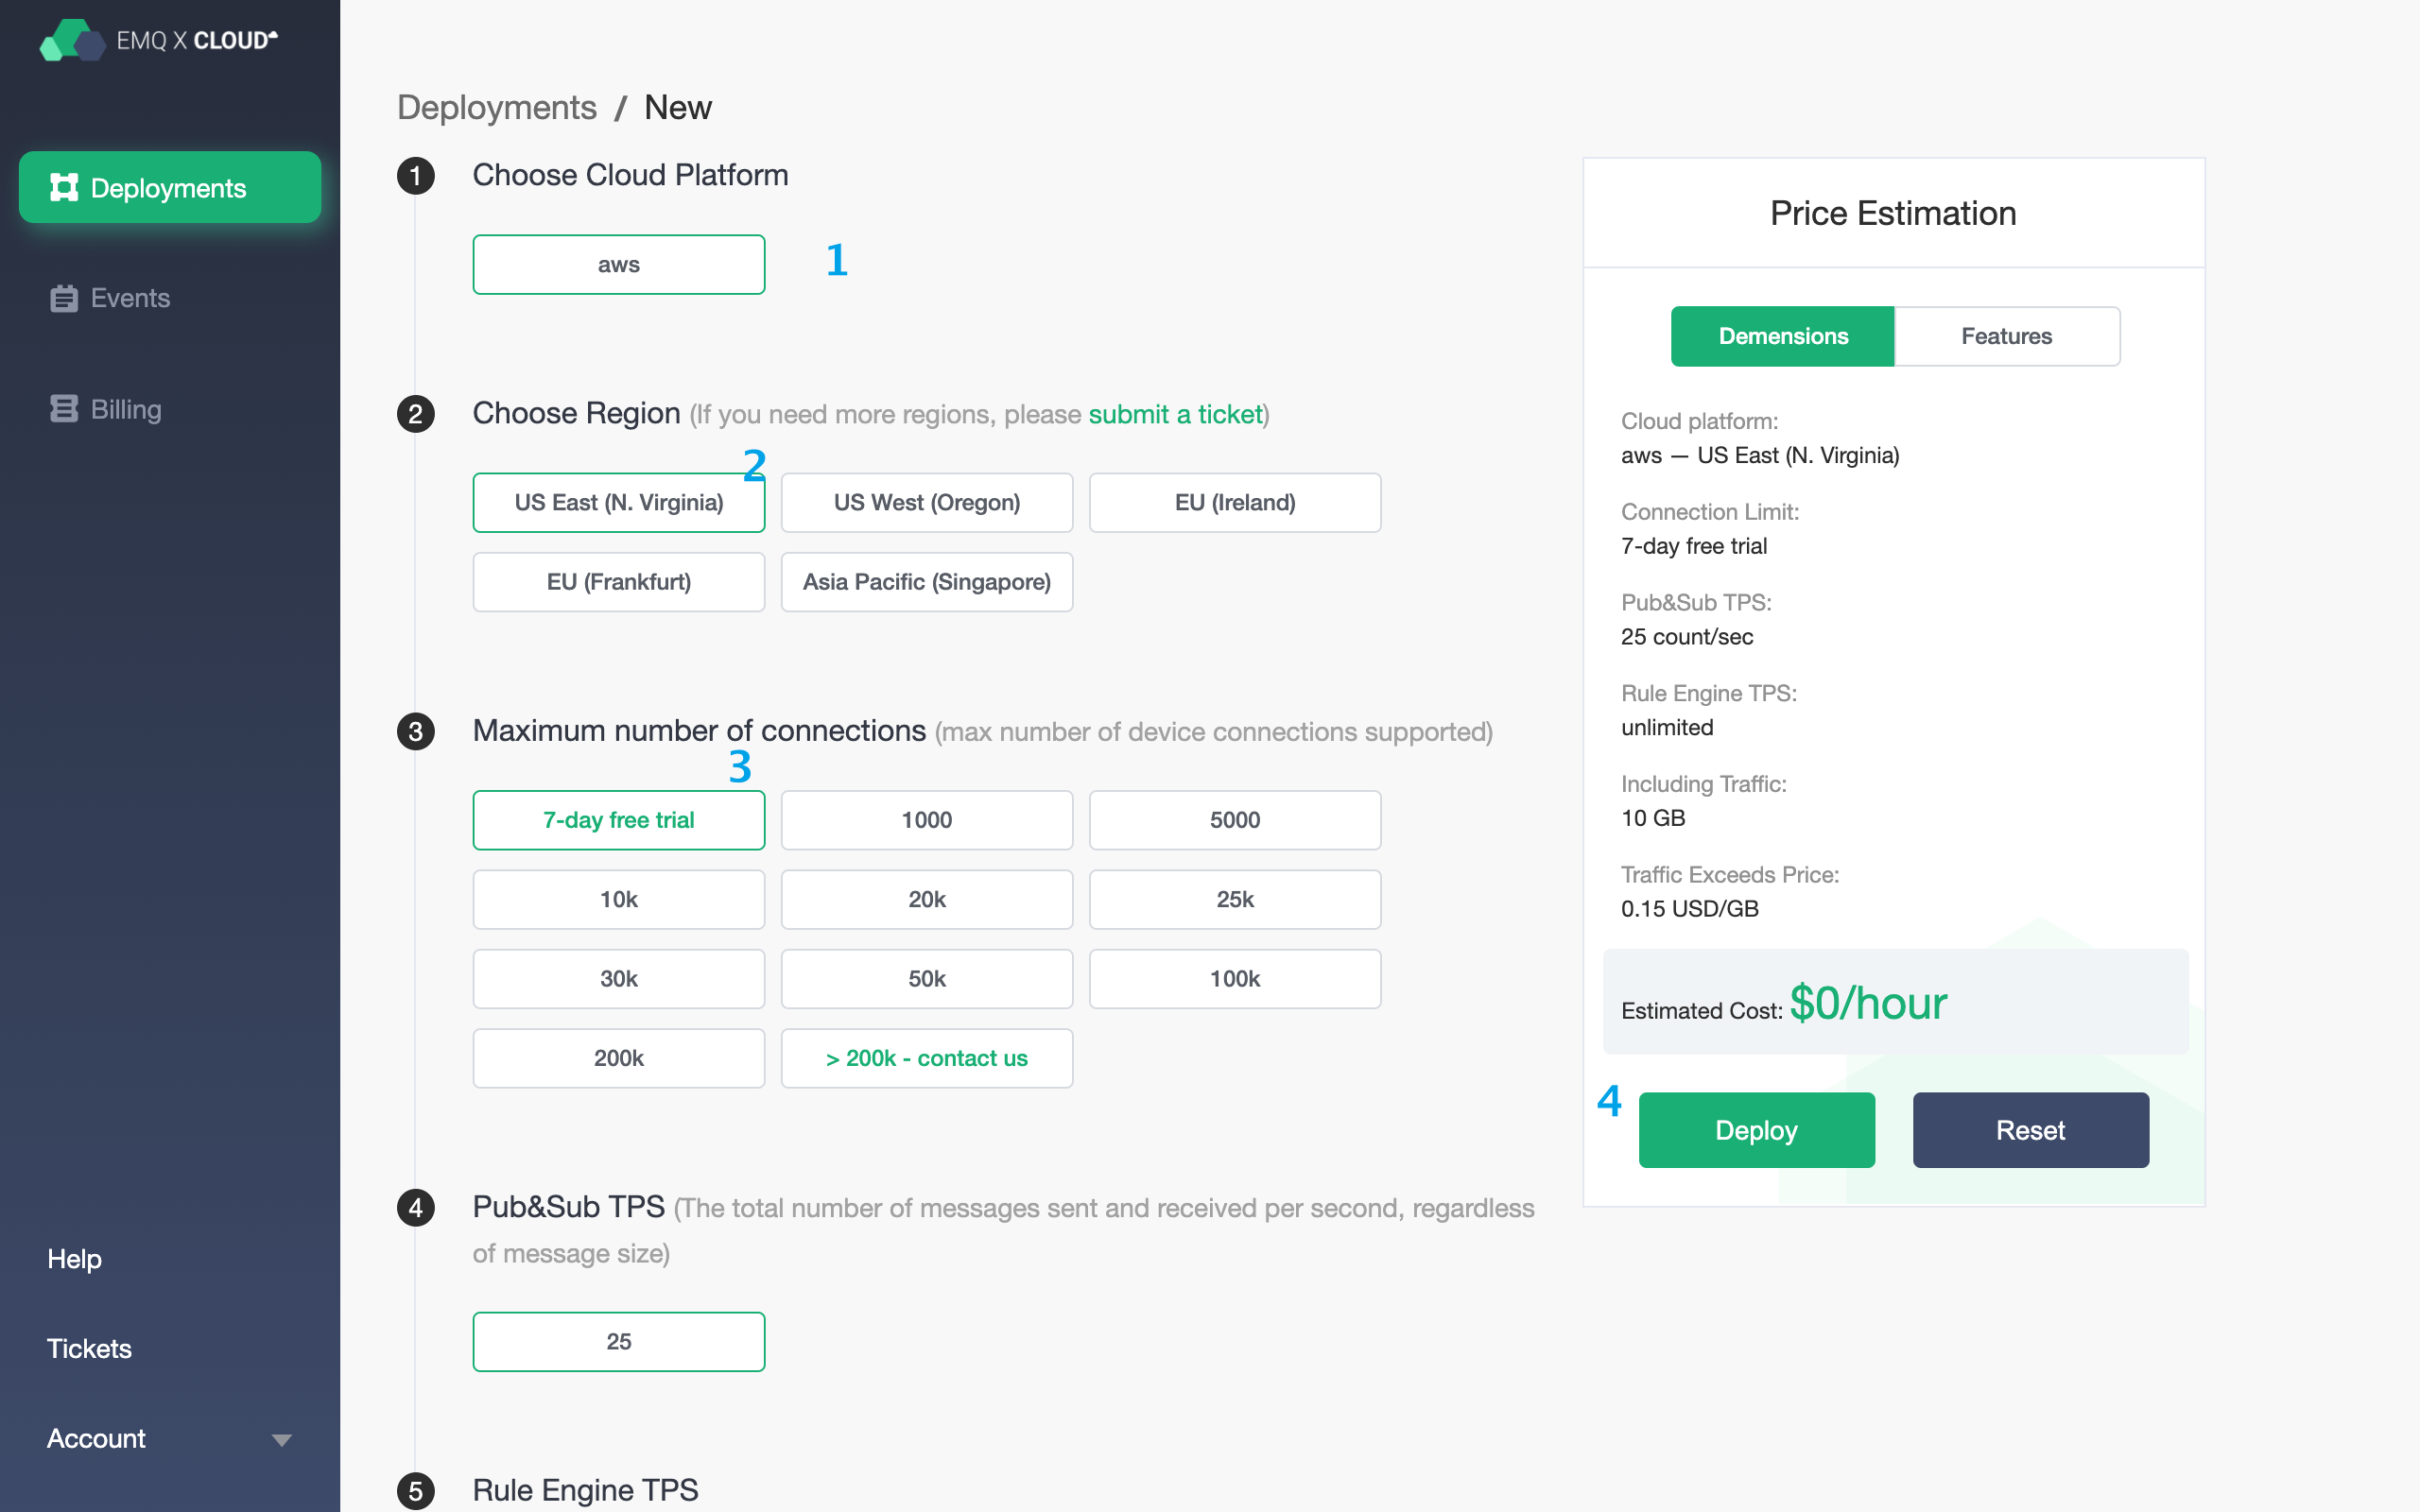 EMQ X CLOUD
Deployments
Events
Billing
Help
Tickets
Account
Deployments / New
1 Choose Cloud Platform
aws
1
2 Choose Region (If you need more regions, please submit a ticket)
2
US East (N. Virginia)
US West (Oregon)
EU (Ireland)
EU (Frankfurt)
Asia Pacific (Singapore)
3 Maximum number of connections (max number of device connections supported)
3
7-day free trial
1000
5000
10k
20k
25k
30k
50k
100k
200k
> 200k - contact us
4 Pub&Sub TPS (The total number of messages sent and received per second, regardless
of message size)
25
5 Rule Engine TPS
Price Estimation
Demensions
Features
Cloud platform:
aws — US East (N. Virginia)
Connection Limit:
7-day free trial
Pub&Sub TPS:
25 count/sec
Rule Engine TPS:
unlimited
Including Traffic:
10 GB
Traffic Exceeds Price:
0.15 USD/GB
Estimated Cost: $0/hour
4
Deploy
Reset